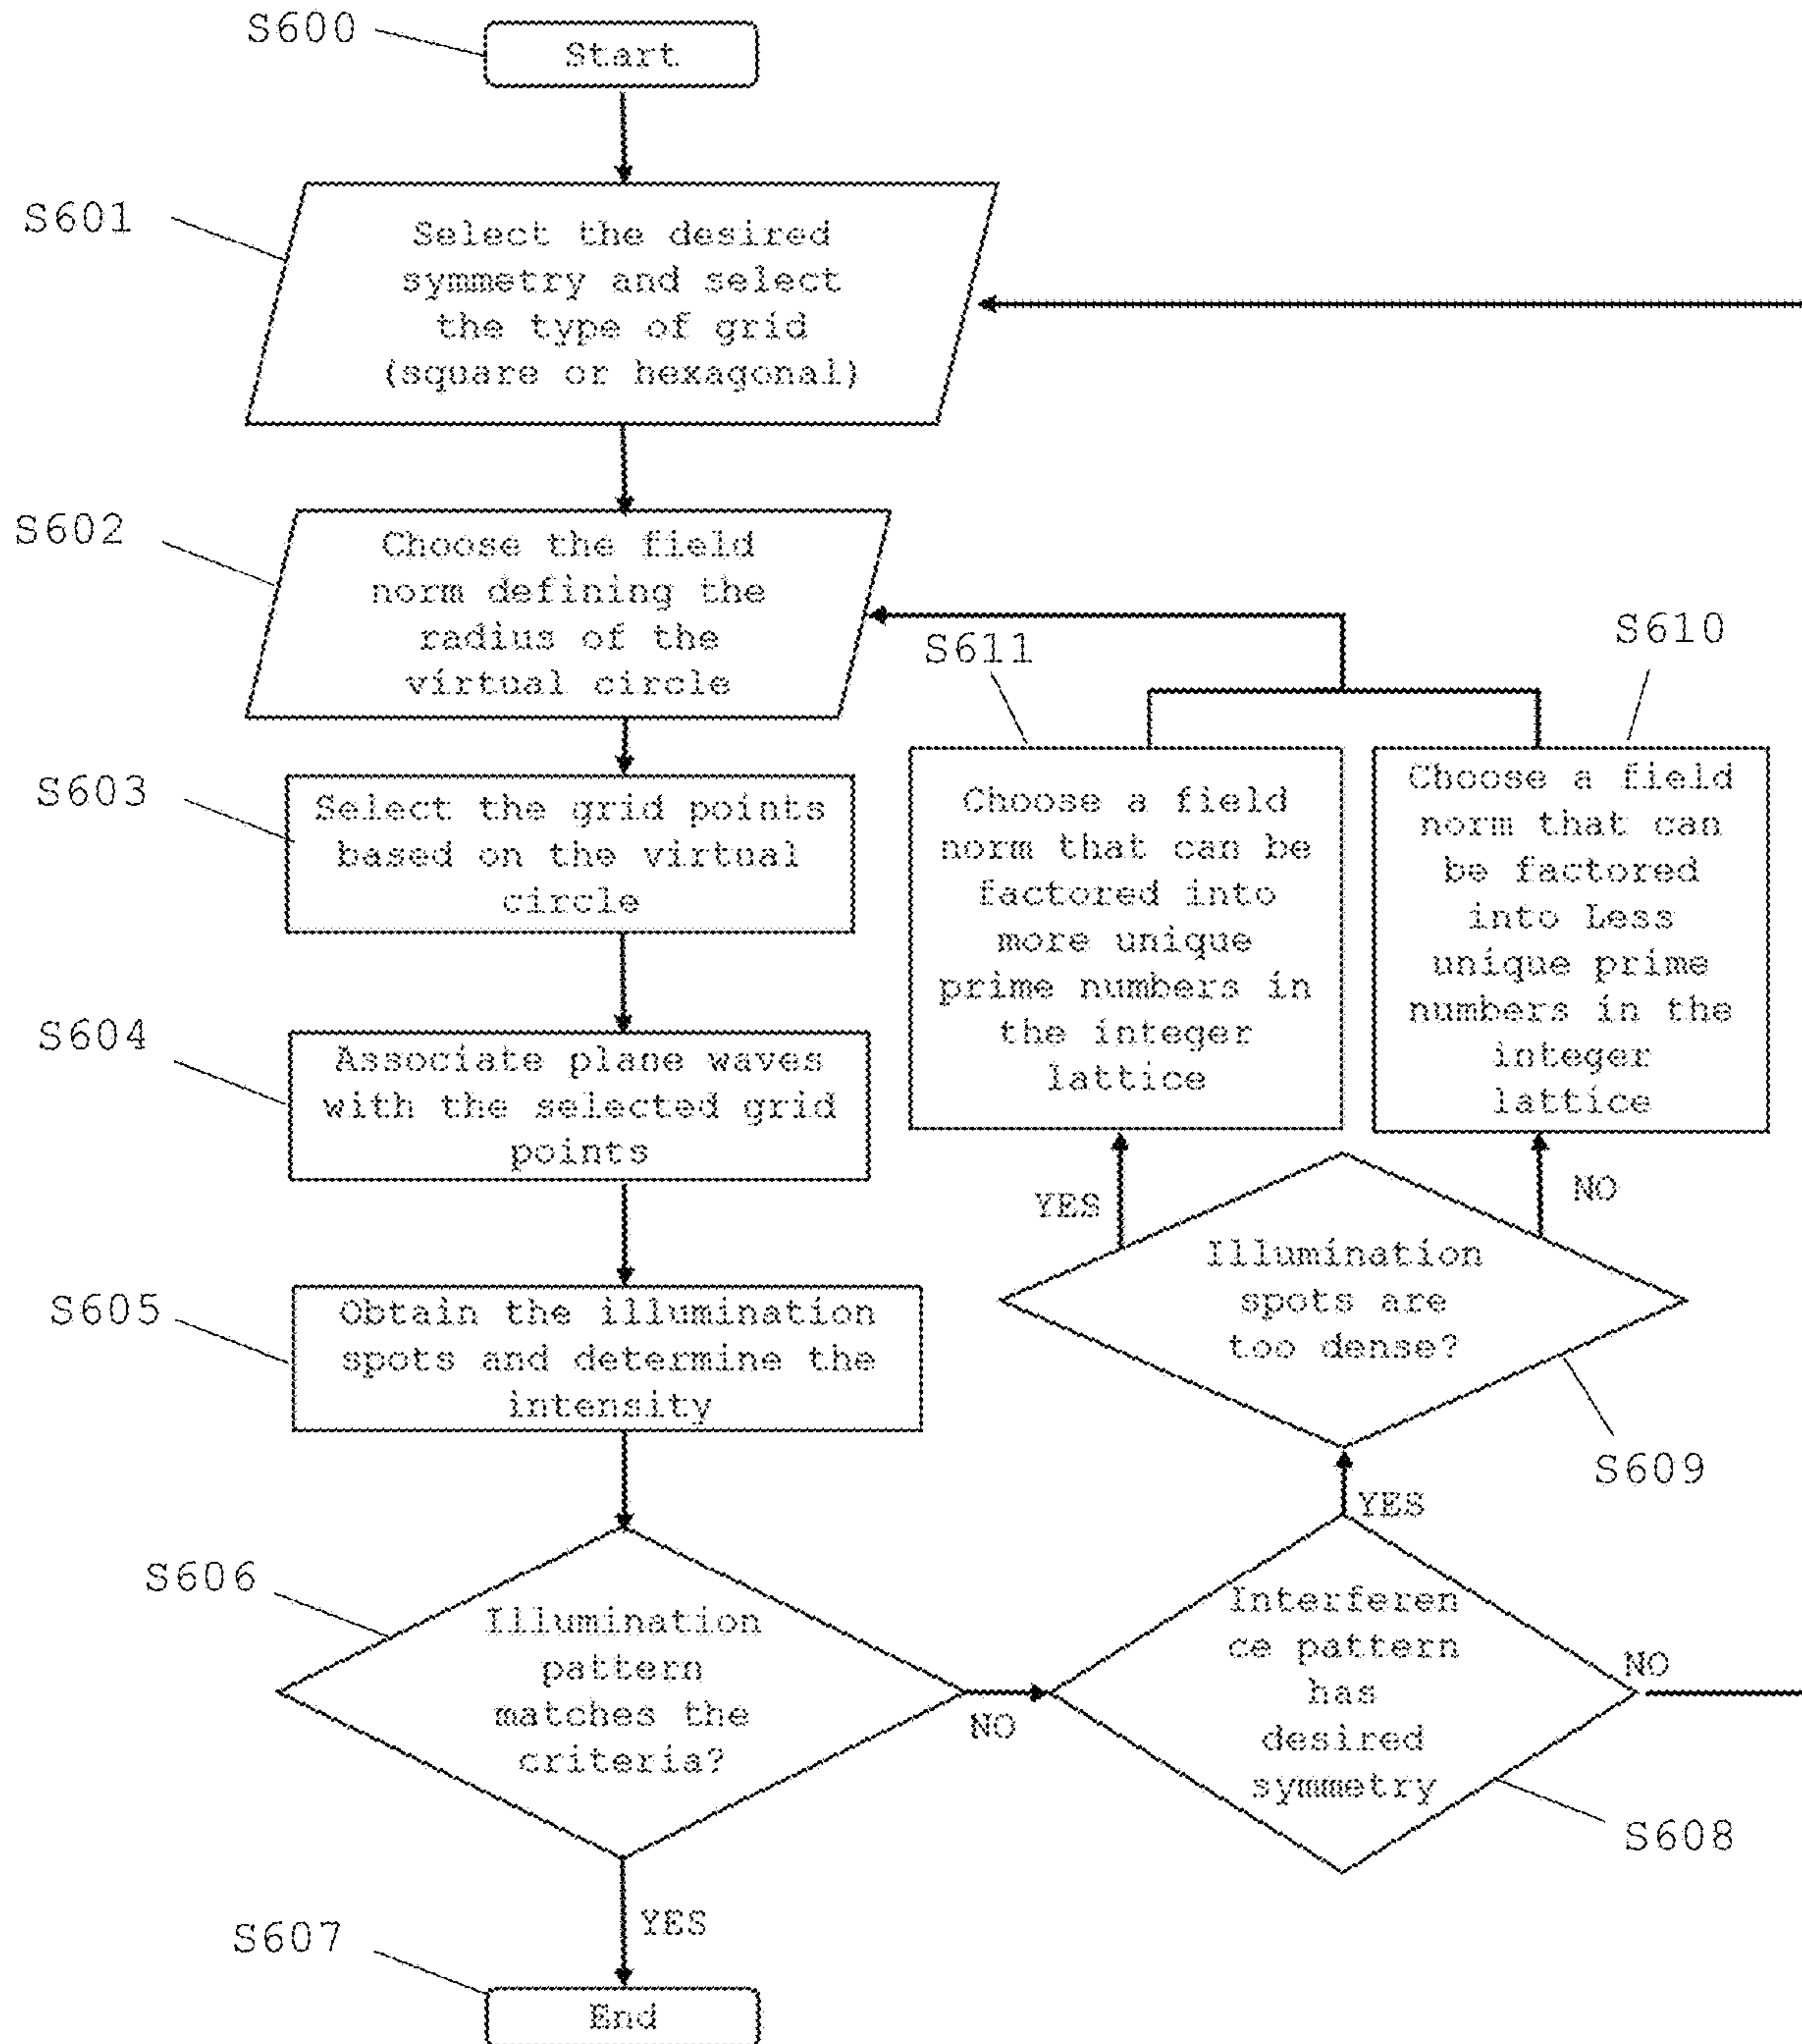 S600
Start
S601
Select the desired
symmetry and select
the type of grid
(square or hexagonal)
S602
Choose the field
norm defining the
radius of the
virtual circle
S603
Select the grid points
based on the virtual
circle
S604
Associate plane waves
with the selected grid
points
S605
Obtain the illumination
spots and determine the
intensity
S606
Illumination
pattern
matches the
criteria?
NO
YES
S607
End
Interferen
ce pattern
has
desired
symmetry
S608
NO
YES
Illumination
spots are
too dense?
S609
YES
NO
S611
Choose a field
norm that can be
factored into
more unique
prime numbers in
the integer
lattice
S610
Choose a field
norm that can
be factored
into Less
unique prime
numbers in the
integer
lattice